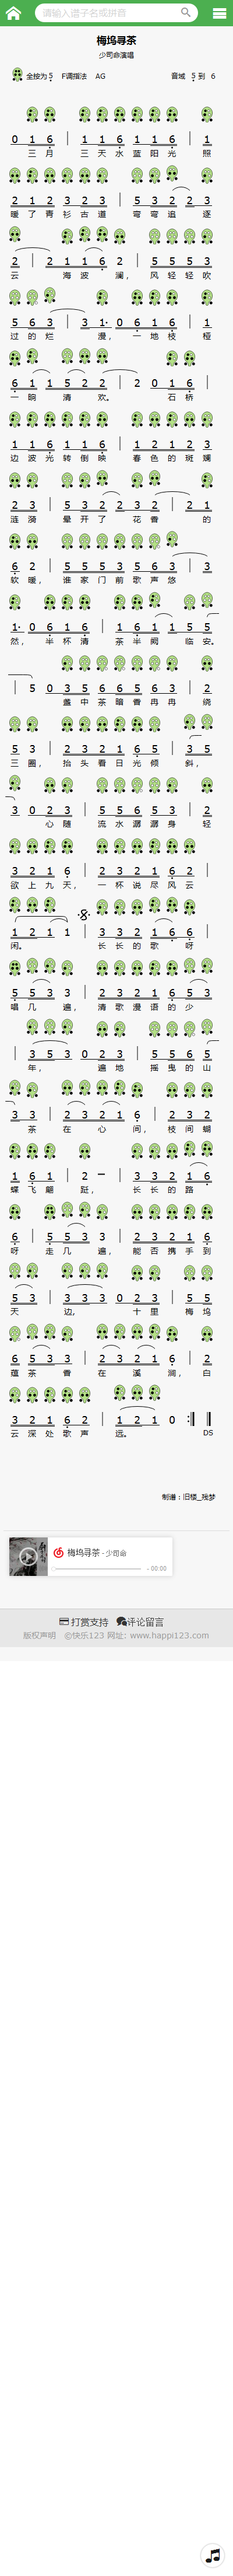 请输入谱子名或拼音
梅坞寻茶
少司命演唱
全按为 5 F调指法 AG 音域 5 到 6
0 1 6 | 1 1 6 1 1 6 | 1
三 月 三 天 水 蓝 阳 光 照
2 1 2 3 2 3 | 5 3 2 2 3
暖 了 青 衫 古 道 弯 弯 追 逐
2 | 2 1 1 6 2 | 5 5 5 3
云 海 波 澜， 风 轻 轻 吹
5 6 3 | 3 1· 0 6 1 6 | 1
过 的 烂 漫， 一 地 枝 桠
6 1 1 5 2 2 | 2 0 1 6 |
一 晌 清 欢。 石 桥
1 1 6 1 1 6 | 1 2 1 2 3
边 波 光 转 倒 映 春 色 的 斑 斓
2 3 | 5 3 2 2 3 2 | 2 1
涟 漪 晕 开 了 花 香 的
6 2 | 5 5 5 3 5 6 3 | 3
软 暖， 谁 家 门 前 歌 声 悠
1· 0 6 1 6 | 1 6 1 1 5 5
然， 半 杯 清 茶 半 阙 临 安。
| 5 0 3 5 6 6 5 6 3 | 2
盏 中 茶 暗 香 冉 冉 绕
5 3 | 2 3 2 1 6 5 | 3 5
三 圈， 抬 头 看 日 光 倾 斜，
3 0 2 3 | 5 5 6 5 3 | 2
心 随 流 水 潺 潺 身 轻
3 2 1 6 | 2 3 2 1 6 2 |
欲 上 九 天， 一 杯 说 尽 风 云
1 2 1 1 | 3 3 2 1 6 6 |
闲。 长 长 的 歌 呀
5 5 3 3 | 2 3 2 1 6 5 3
唱 几 遍， 清 歌 漫 语 的 少
| 3 5 3 0 2 3 | 5 5 6 5
年， 遍 地 摇 曳 的 山
3 3 | 2 3 2 1 6 | 2 3 2
茶 在 心 间， 枝 间 蝴
1 6 1 | 2 — | 3 3 2 1 6
蝶 飞 翩 跹， 长 长 的 路
6 | 5 5 3 3 | 2 3 2 1 6
呀 走 几 遍， 能 否 携 手 到
5 3 | 3 3 3 0 2 3 | 5 5
天 边， 十 里 梅 坞
6 5 3 3 | 2 3 2 1 6 | 2
蕴 茶 香 在 溪 涧， 白
3 2 1 6 2 | 1 2 1 0 :‖ ‖
云 深 处 歌 声 远。 DS
制谱：旧楼_残梦
梅坞寻茶 - 少司命
- 00:00
打赏支持 评论留言
版权声明 ©快乐123 网址: www.happi123.com